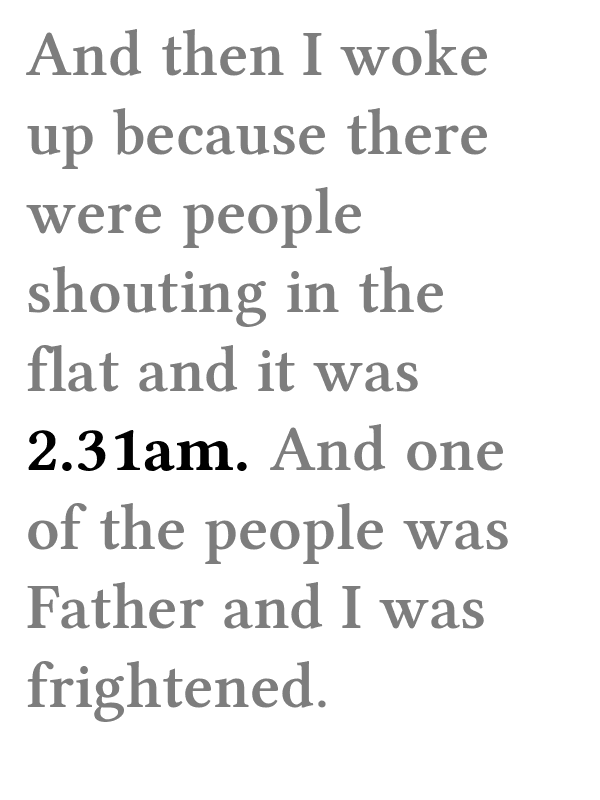 And then I woke
up because there
were people
shouting in the
flat and it was
2.31am. And one
of the people was
Father and I was
frightened.